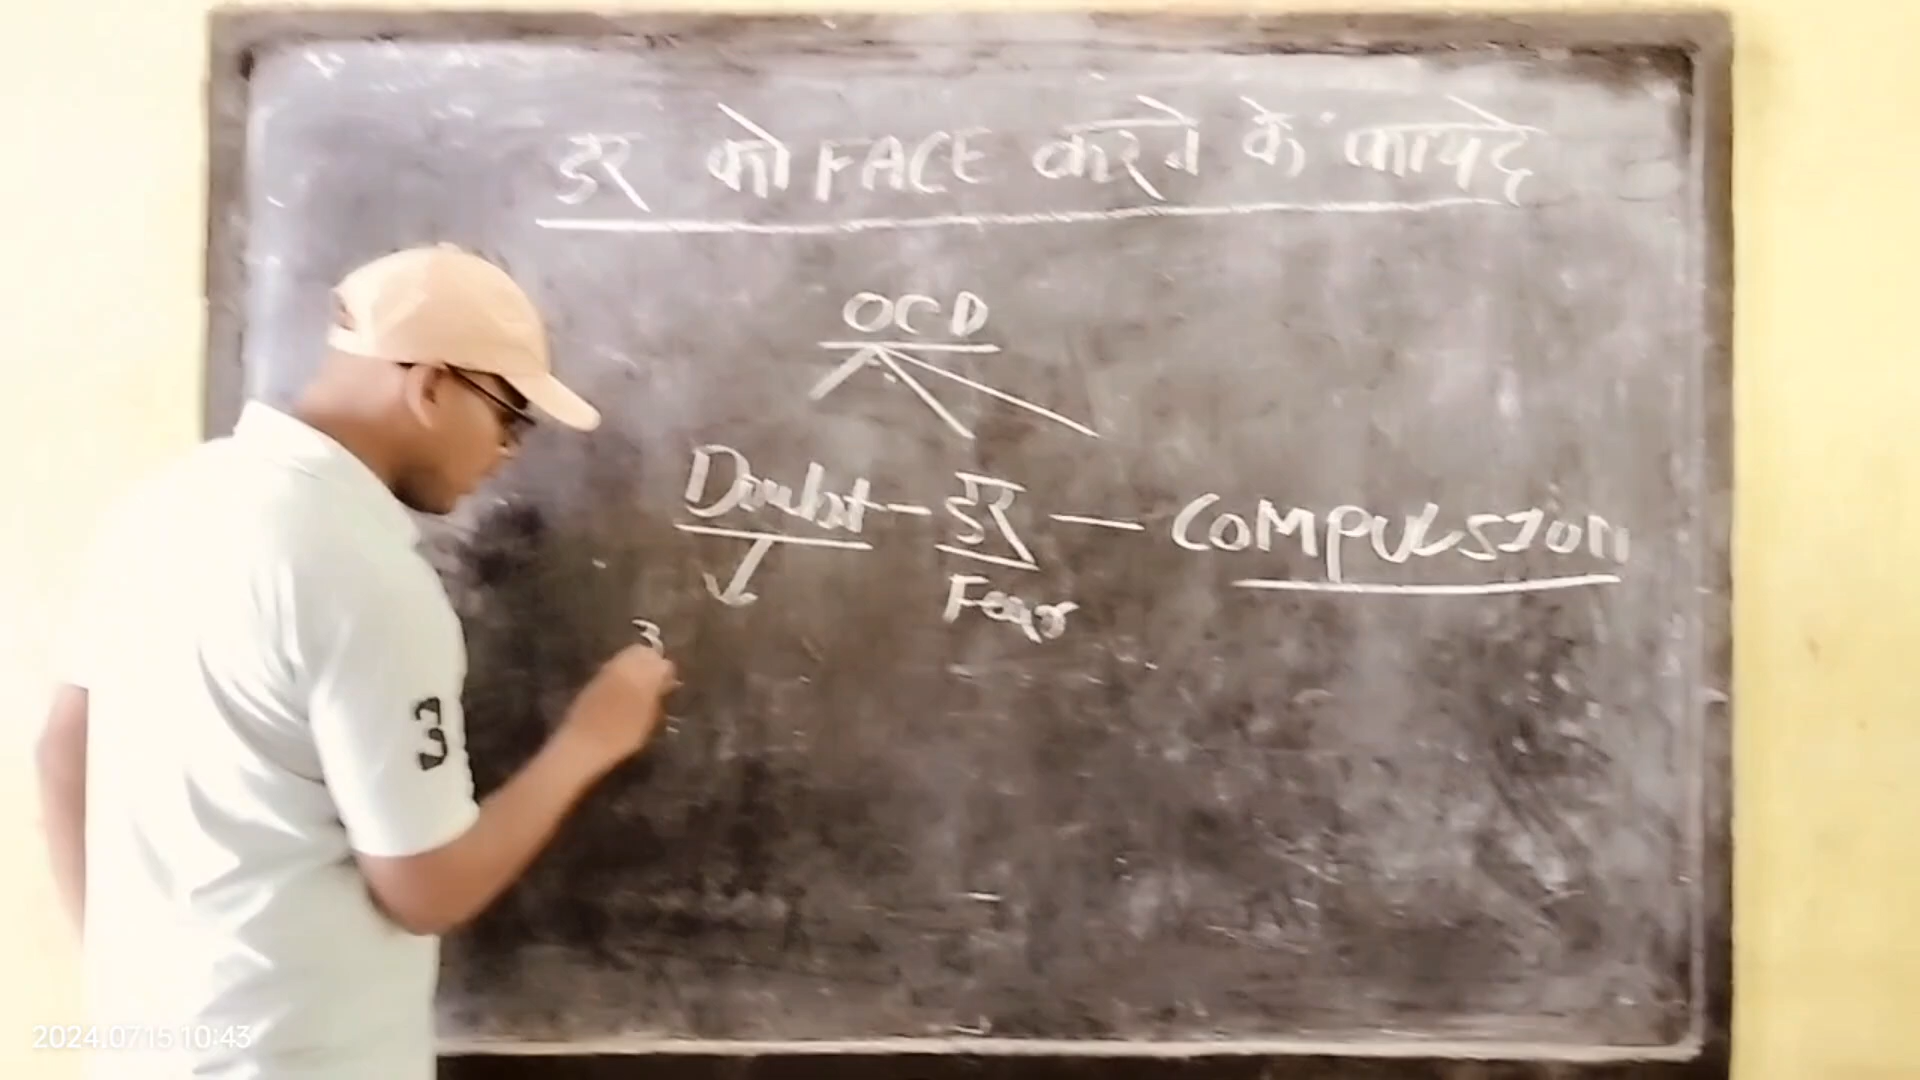 डर को FACE करने के फायदे
OCD
Doubt - डर - COMPULSION
Fear
2024.07.15 10:43